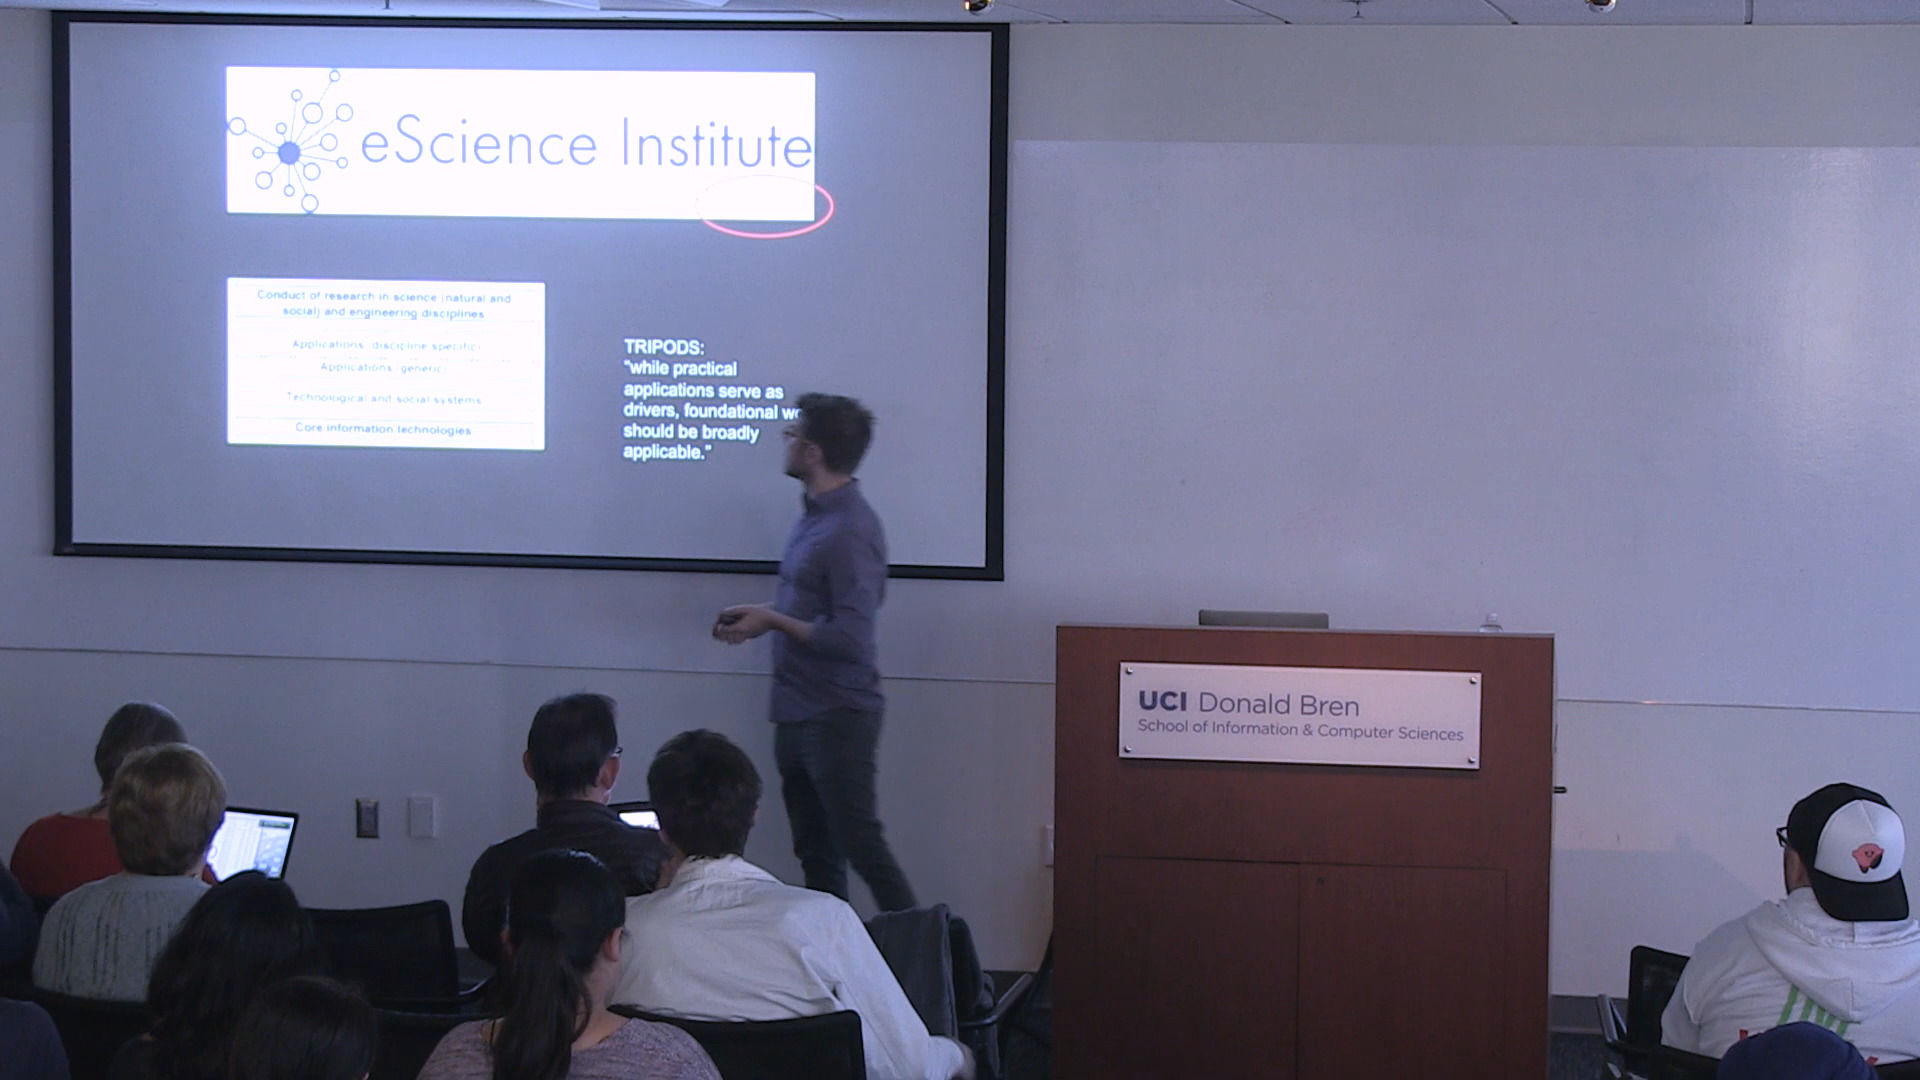 eScience Institute
Conduct of research in science (natural and
social) and engineering disciplines
Applications (discipline specific)
Applications (generic)
Technological and social systems
Core information technologies
TRIPODS:
"while practical
applications serve as
drivers, foundational
should be broadly
applicable."
UCI Donald Bren
School of Information & Computer Sciences